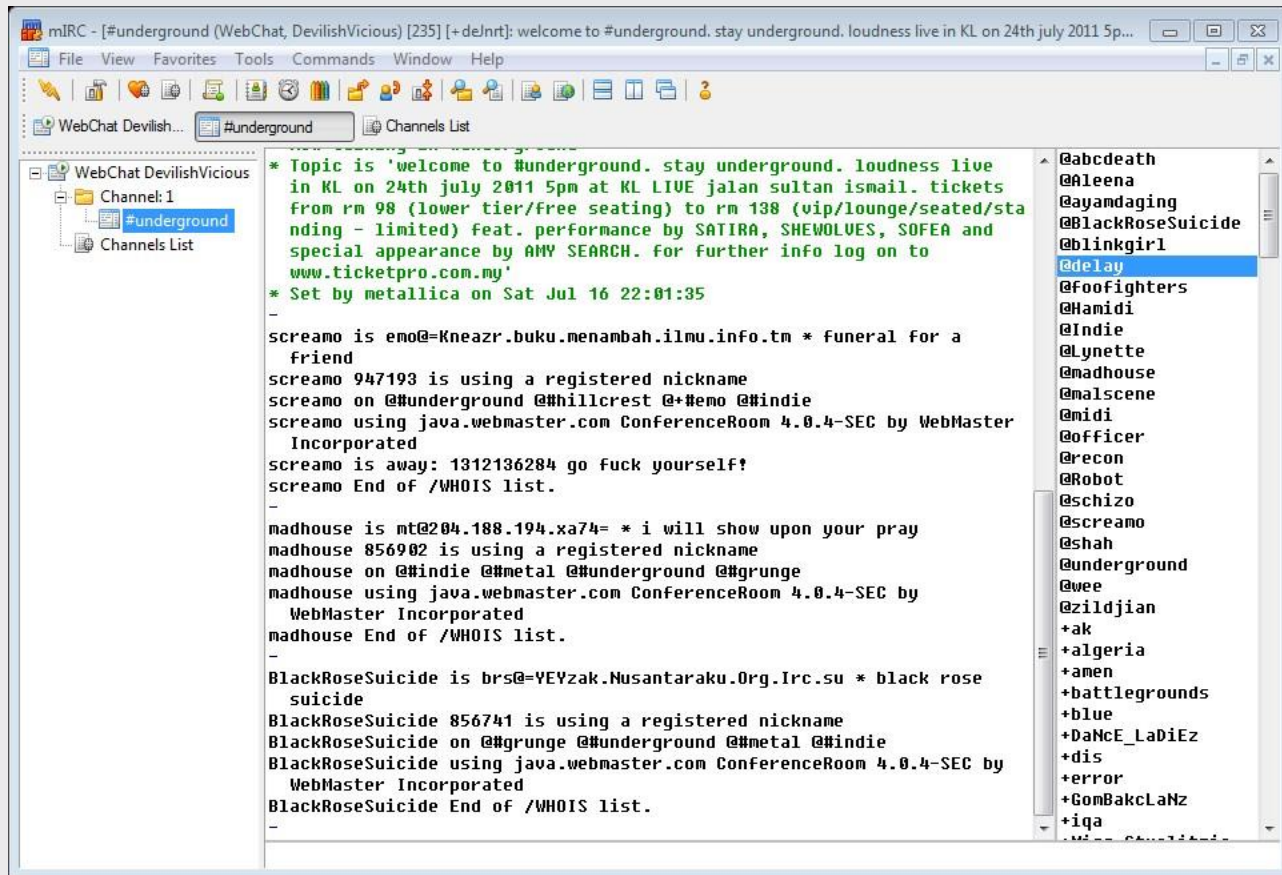 mIRC - [#underground (WebChat, DevilishVicious) [235] [+deJnrt]: welcome to #underground. stay underground. loudness live in KL on 24th july 2011 5p...
File View Favorites Tools Commands Window Help
WebChat Devilish... #underground Channels List
WebChat DevilishVicious
Channel: 1
#underground
Channels List
* Topic is 'welcome to #underground. stay underground. loudness live
in KL on 24th july 2011 5pm at KL LIVE jalan sultan ismail. tickets
from rm 98 (lower tier/free seating) to rm 138 (vip/lounge/seated/sta
nding - limited) feat. performance by SATIRA, SHEWOLVES, SOFEA and
special appearance by AMY SEARCH. for further info log on to
www.ticketpro.com.my'
* Set by metallica on Sat Jul 16 22:01:35
-
screamo is emo@=Kneazr.buku.menambah.ilmu.info.tm * funeral for a
friend
screamo 947193 is using a registered nickname
screamo on @#underground @#hillcrest @+#emo @#indie
screamo using java.webmaster.com ConferenceRoom 4.0.4-SEC by WebMaster
Incorporated
screamo is away: 1312136284 go fuck yourself!
screamo End of /WHOIS list.
-
madhouse is mt@204.188.194.xa74= * i will show upon your pray
madhouse 856902 is using a registered nickname
madhouse on @#indie @#metal @#underground @#grunge
madhouse using java.webmaster.com ConferenceRoom 4.0.4-SEC by
WebMaster Incorporated
madhouse End of /WHOIS list.
-
BlackRoseSuicide is brs@=YEYzak.Nusantaraku.Org.Irc.su * black rose
suicide
BlackRoseSuicide 856741 is using a registered nickname
BlackRoseSuicide on @#grunge @#underground @#metal @#indie
BlackRoseSuicide using java.webmaster.com ConferenceRoom 4.0.4-SEC by
WebMaster Incorporated
BlackRoseSuicide End of /WHOIS list.
-
@abcdeath
@Aleena
@ayamdaging
@BlackRoseSuicide
@blinkgirl
@delay
@foofighters
@Hamidi
@Indie
@Lynette
@madhouse
@malscene
@midi
@officer
@recon
@Robot
@schizo
@screamo
@shah
@underground
@wee
@zildjian
+ak
+algeria
+amen
+battlegrounds
+blue
+DaNcE_LaDiEz
+dis
+error
+GomBakcLaNz
+iqa